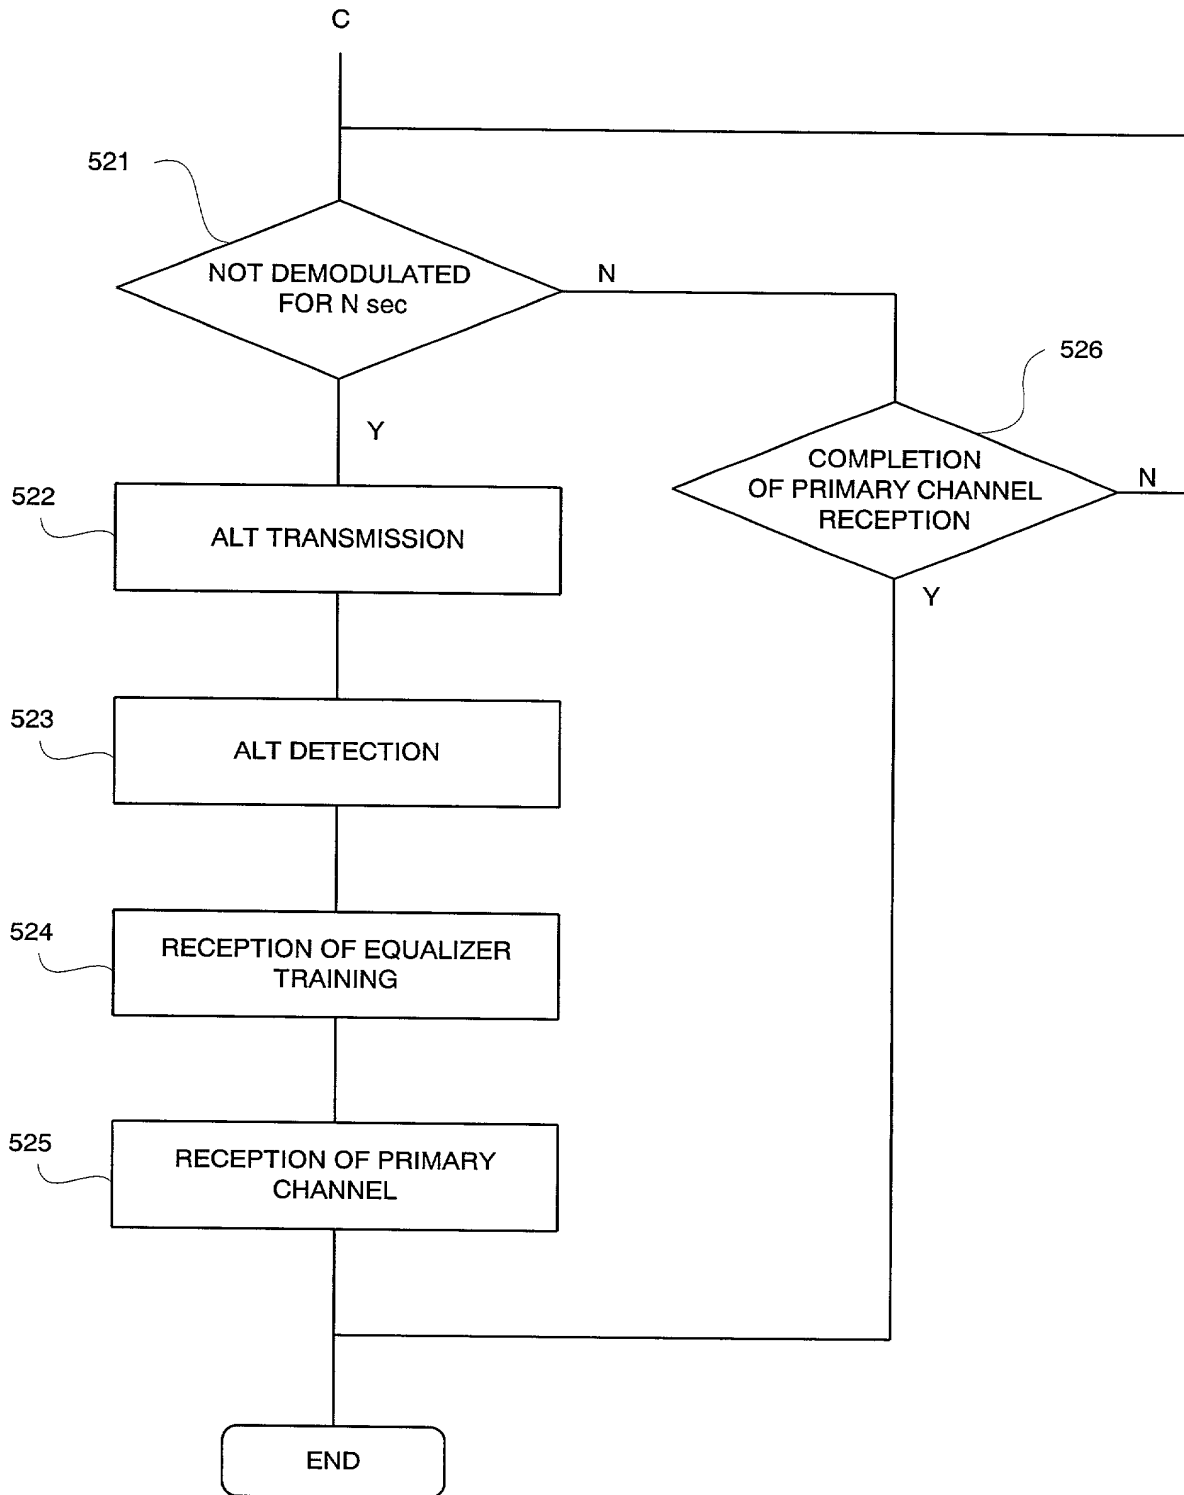 C
521
NOT DEMODULATED
FOR N sec
N
526
Y
COMPLETION
OF PRIMARY CHANNEL
RECEPTION
N
522
ALT TRANSMISSION
Y
523
ALT DETECTION
524
RECEPTION OF EQUALIZER
TRAINING
525
RECEPTION OF PRIMARY
CHANNEL
END